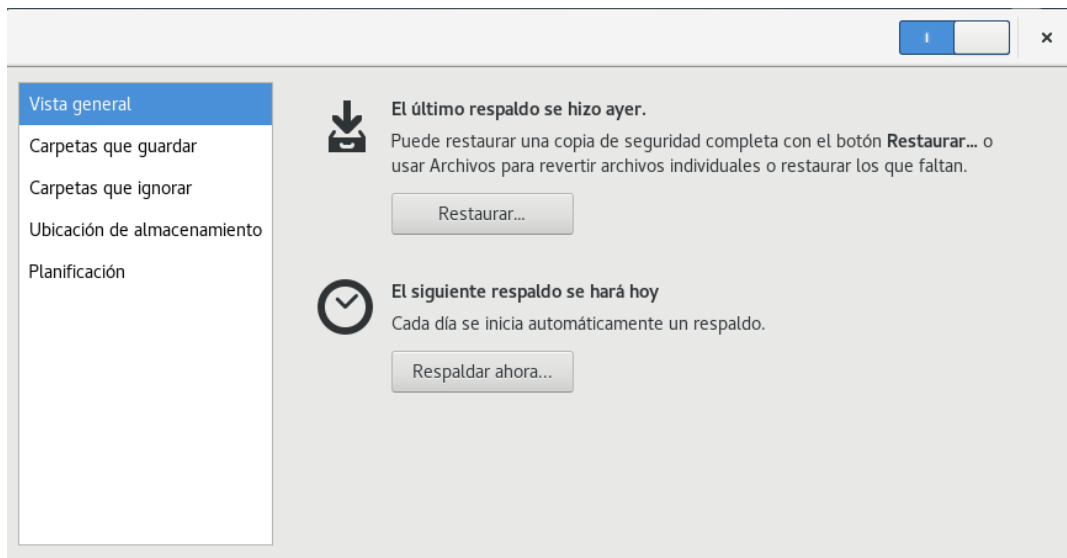 Vista general
Carpetas que guardar
Carpetas que ignorar
Ubicación de almacenamiento
Planificación
El último respaldo se hizo ayer.
Puede restaurar una copia de seguridad completa con el botón Restaurar... o
usar Archivos para revertir archivos individuales o restaurar los que faltan.
Restaurar...
El siguiente respaldo se hará hoy
Cada día se inicia automáticamente un respaldo.
Respaldar ahora...